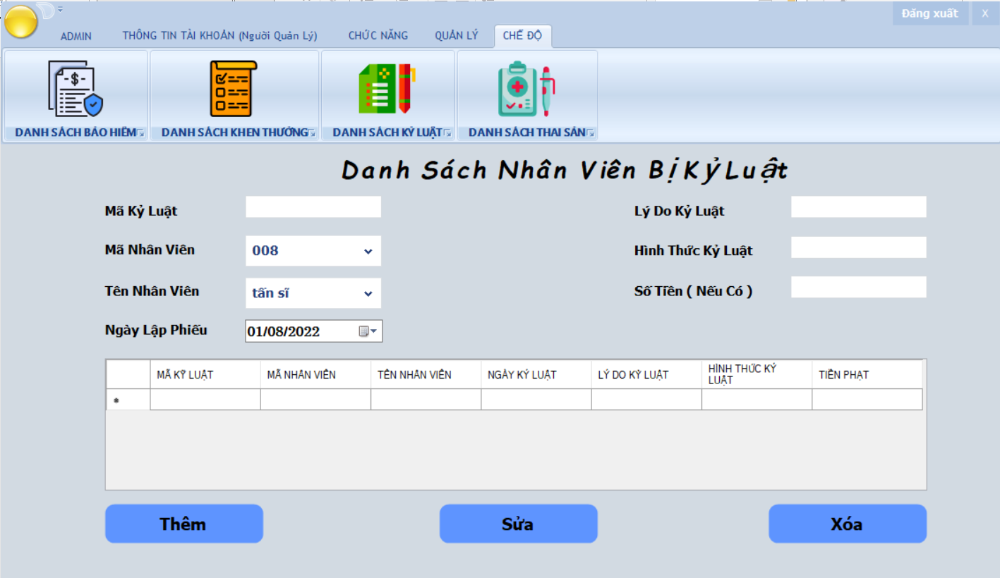 Đăng xuất X
ADMIN THÔNG TIN TÀI KHOẢN (Người Quản Lý) CHỨC NĂNG QUẢN LÝ CHẾ ĐỘ
-$-
DANH SÁCH BẢO HIỂM DANH SÁCH KHEN THƯỞNG DANH SÁCH KỶ LUẬT DANH SÁCH THAI SẢN
Danh Sách Nhân Viên Bị Kỷ Luật
Mã Kỷ Luật Lý Do Kỷ Luật
Mã Nhân Viên 008 Hình Thức Kỷ Luật
Tên Nhân Viên tấn sĩ Số Tiền ( Nếu Có )
Ngày Lập Phiếu 01/08/2022
MÃ KỸ LUẬT MÃ NHÂN VIÊN TÊN NHÂN VIÊN NGÀY KỶ LUẬT LÝ DO KỶ LUẬT HÌNH THỨC KỶ
LUẬT TIỀN PHẠT
Thêm Sửa Xóa